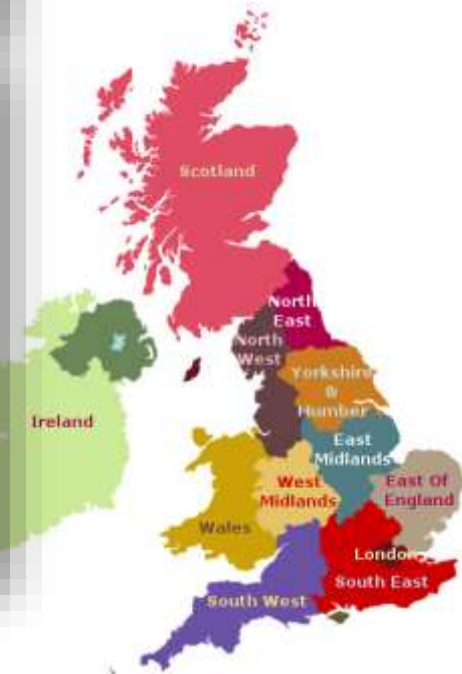 Scotland
North
East
North
West
Yorkshire
&
Humber
Ireland
East
Midlands
West
Midlands
East Of
England
Wales
London
South East
South West